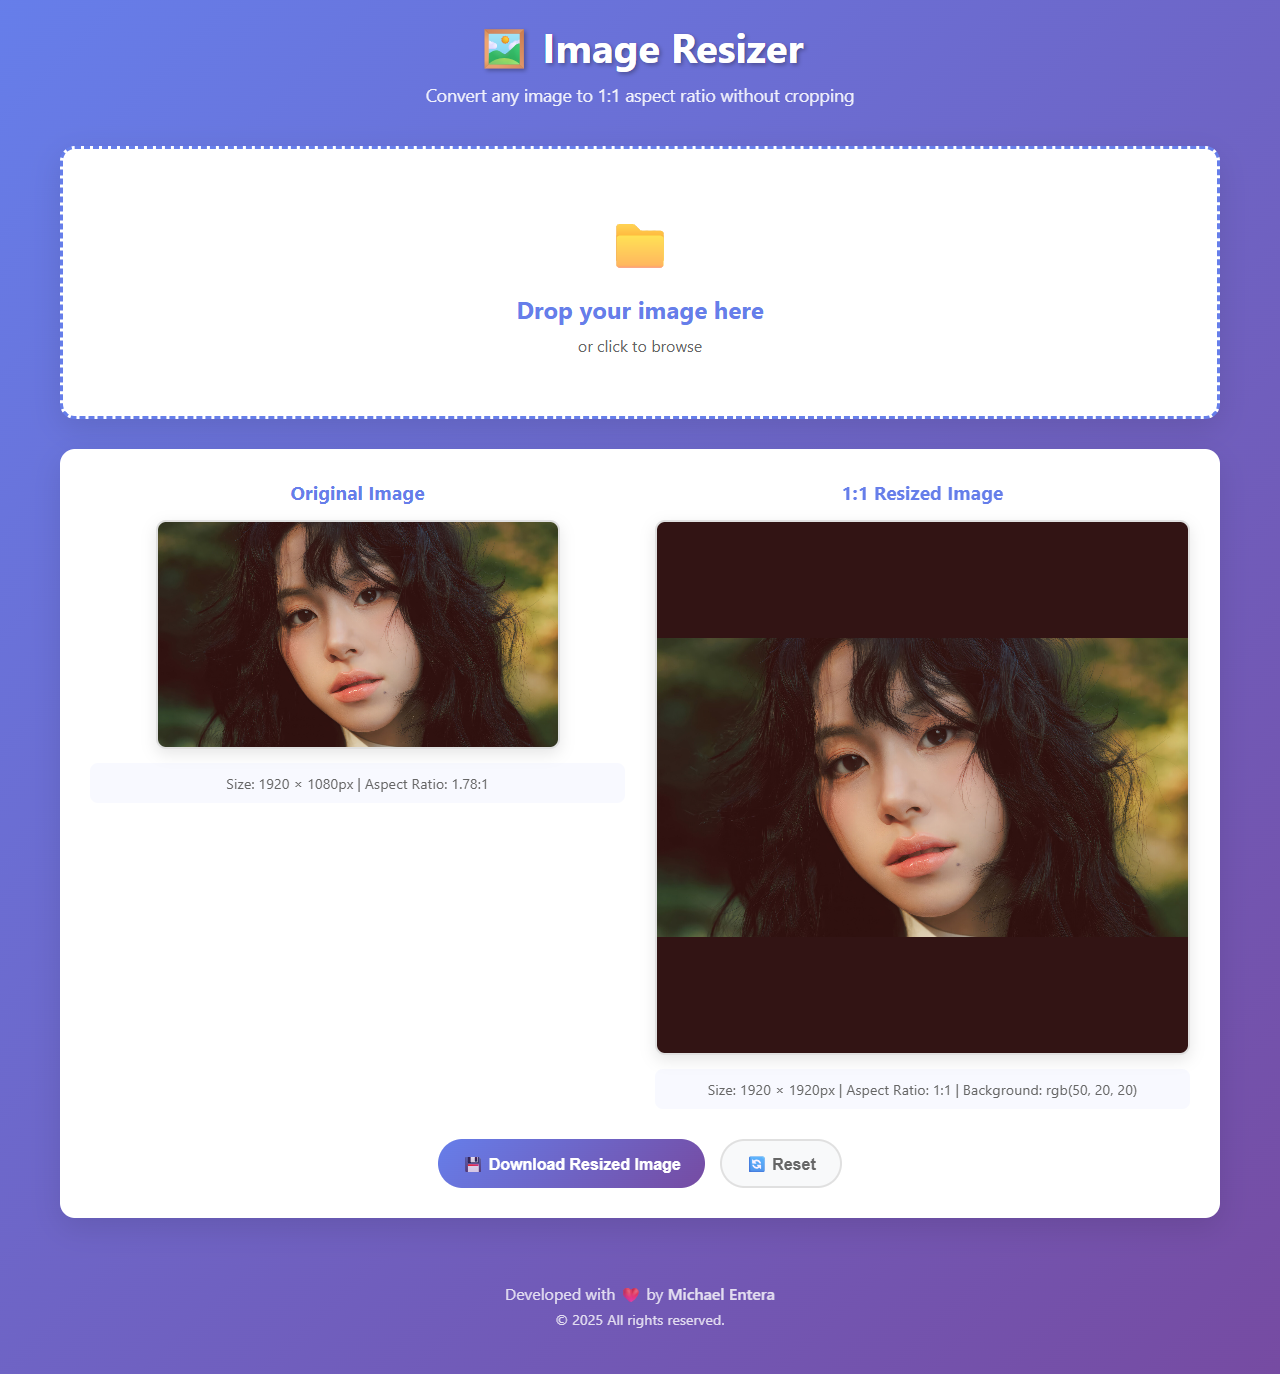 Image Resizer
Convert any image to 1:1 aspect ratio without cropping
Drop your image here
or click to browse
Original Image
Size: 1920 × 1080px | Aspect Ratio: 1.78:1
1:1 Resized Image
Size: 1920 × 1920px | Aspect Ratio: 1:1 | Background: rgb(50, 20, 20)
Download Resized Image
Reset
Developed with 💗 by Michael Entera
© 2025 All rights reserved.